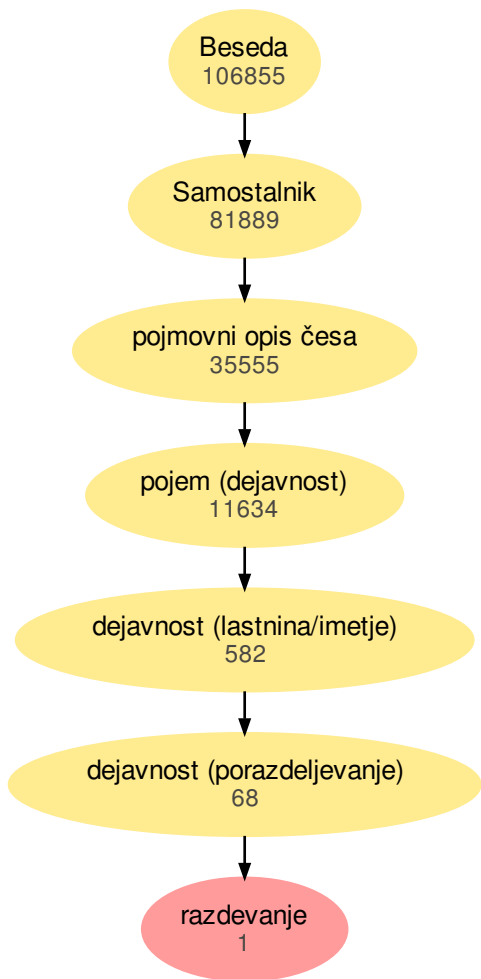 Beseda
106855
Samostalnik
81889
pojmovni opis česa
35555
pojem (dejavnost)
11634
dejavnost (lastnina/imetje)
582
dejavnost (porazdeljevanje)
68
razdevanje
1